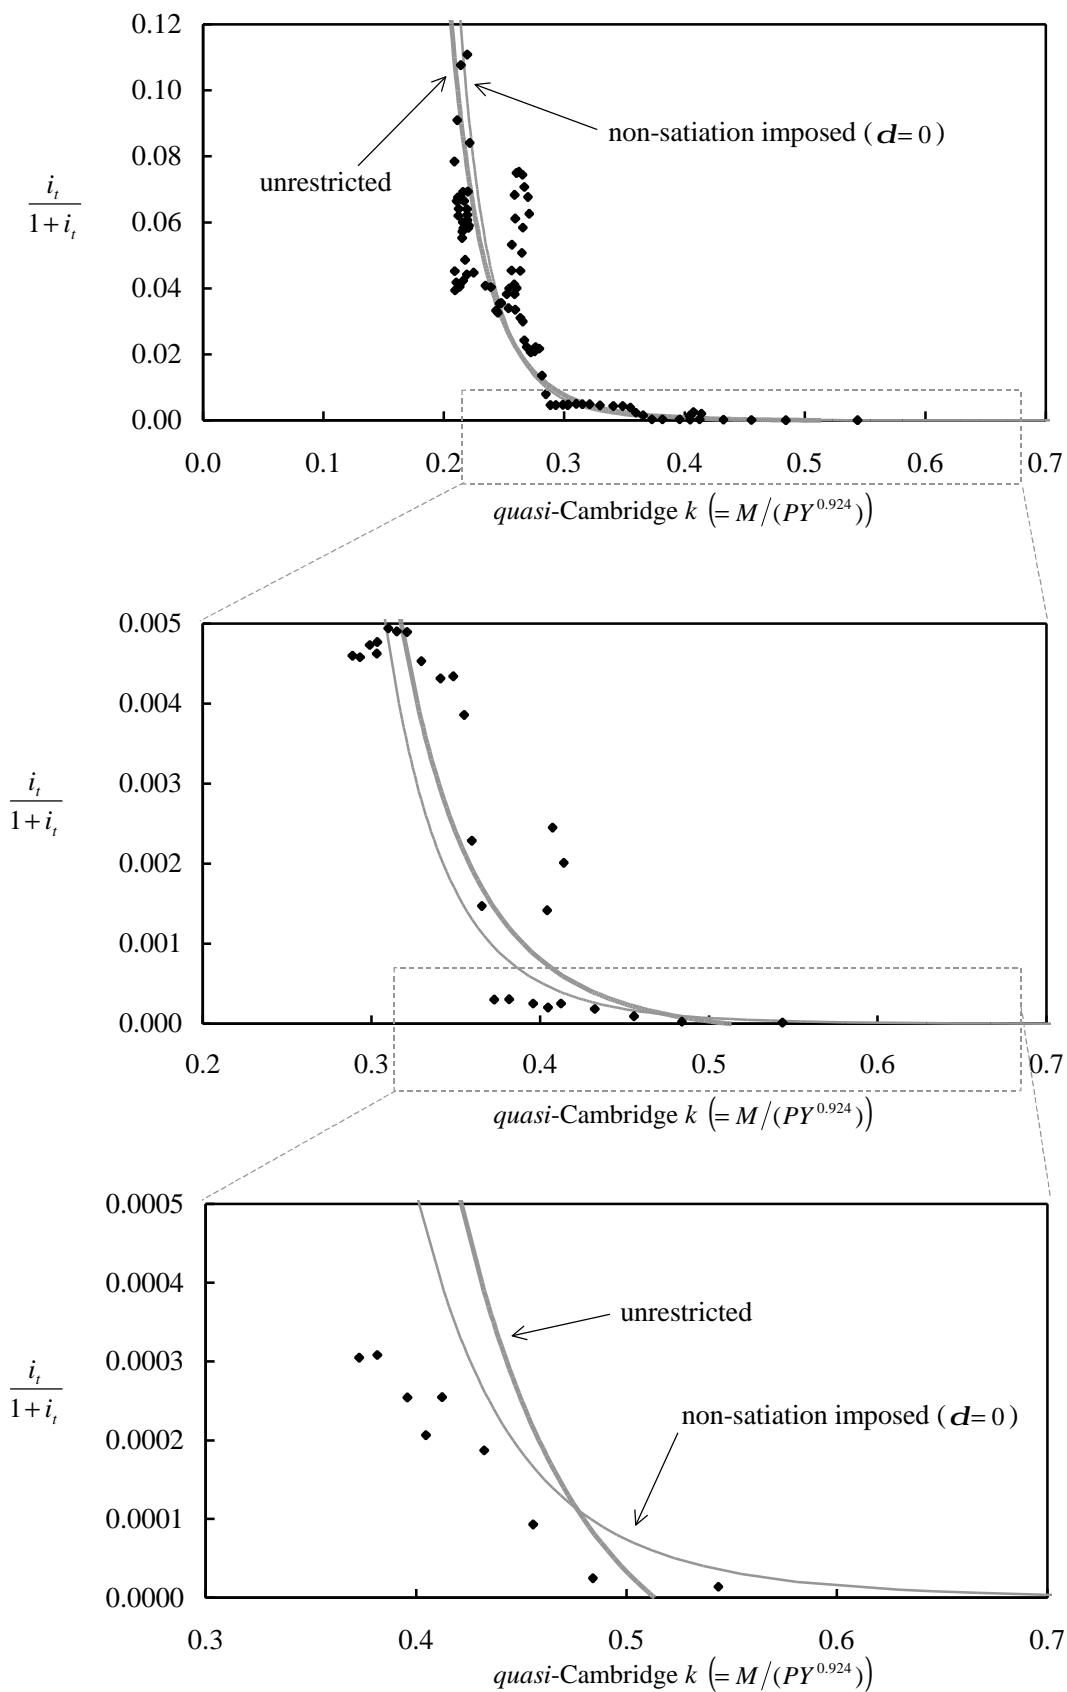 0.12
0.10
0.08
0.06
0.04
0.02
0.00
i_t
1 + i_t
unrestricted
non-satiation imposed ( d= 0 )
0.0 0.1 0.2 0.3 0.4 0.5 0.6 0.7
quasi-Cambridge k (= M/(PY^0.924))
0.005
0.004
0.003
0.002
0.001
0.000
i_t
1 + i_t
0.2 0.3 0.4 0.5 0.6 0.7
quasi-Cambridge k (= M/(PY^0.924))
0.0005
0.0004
0.0003
0.0002
0.0001
0.0000
i_t
1 + i_t
unrestricted
non-satiation imposed ( d= 0 )
0.3 0.4 0.5 0.6 0.7
quasi-Cambridge k (= M/(PY^0.924))